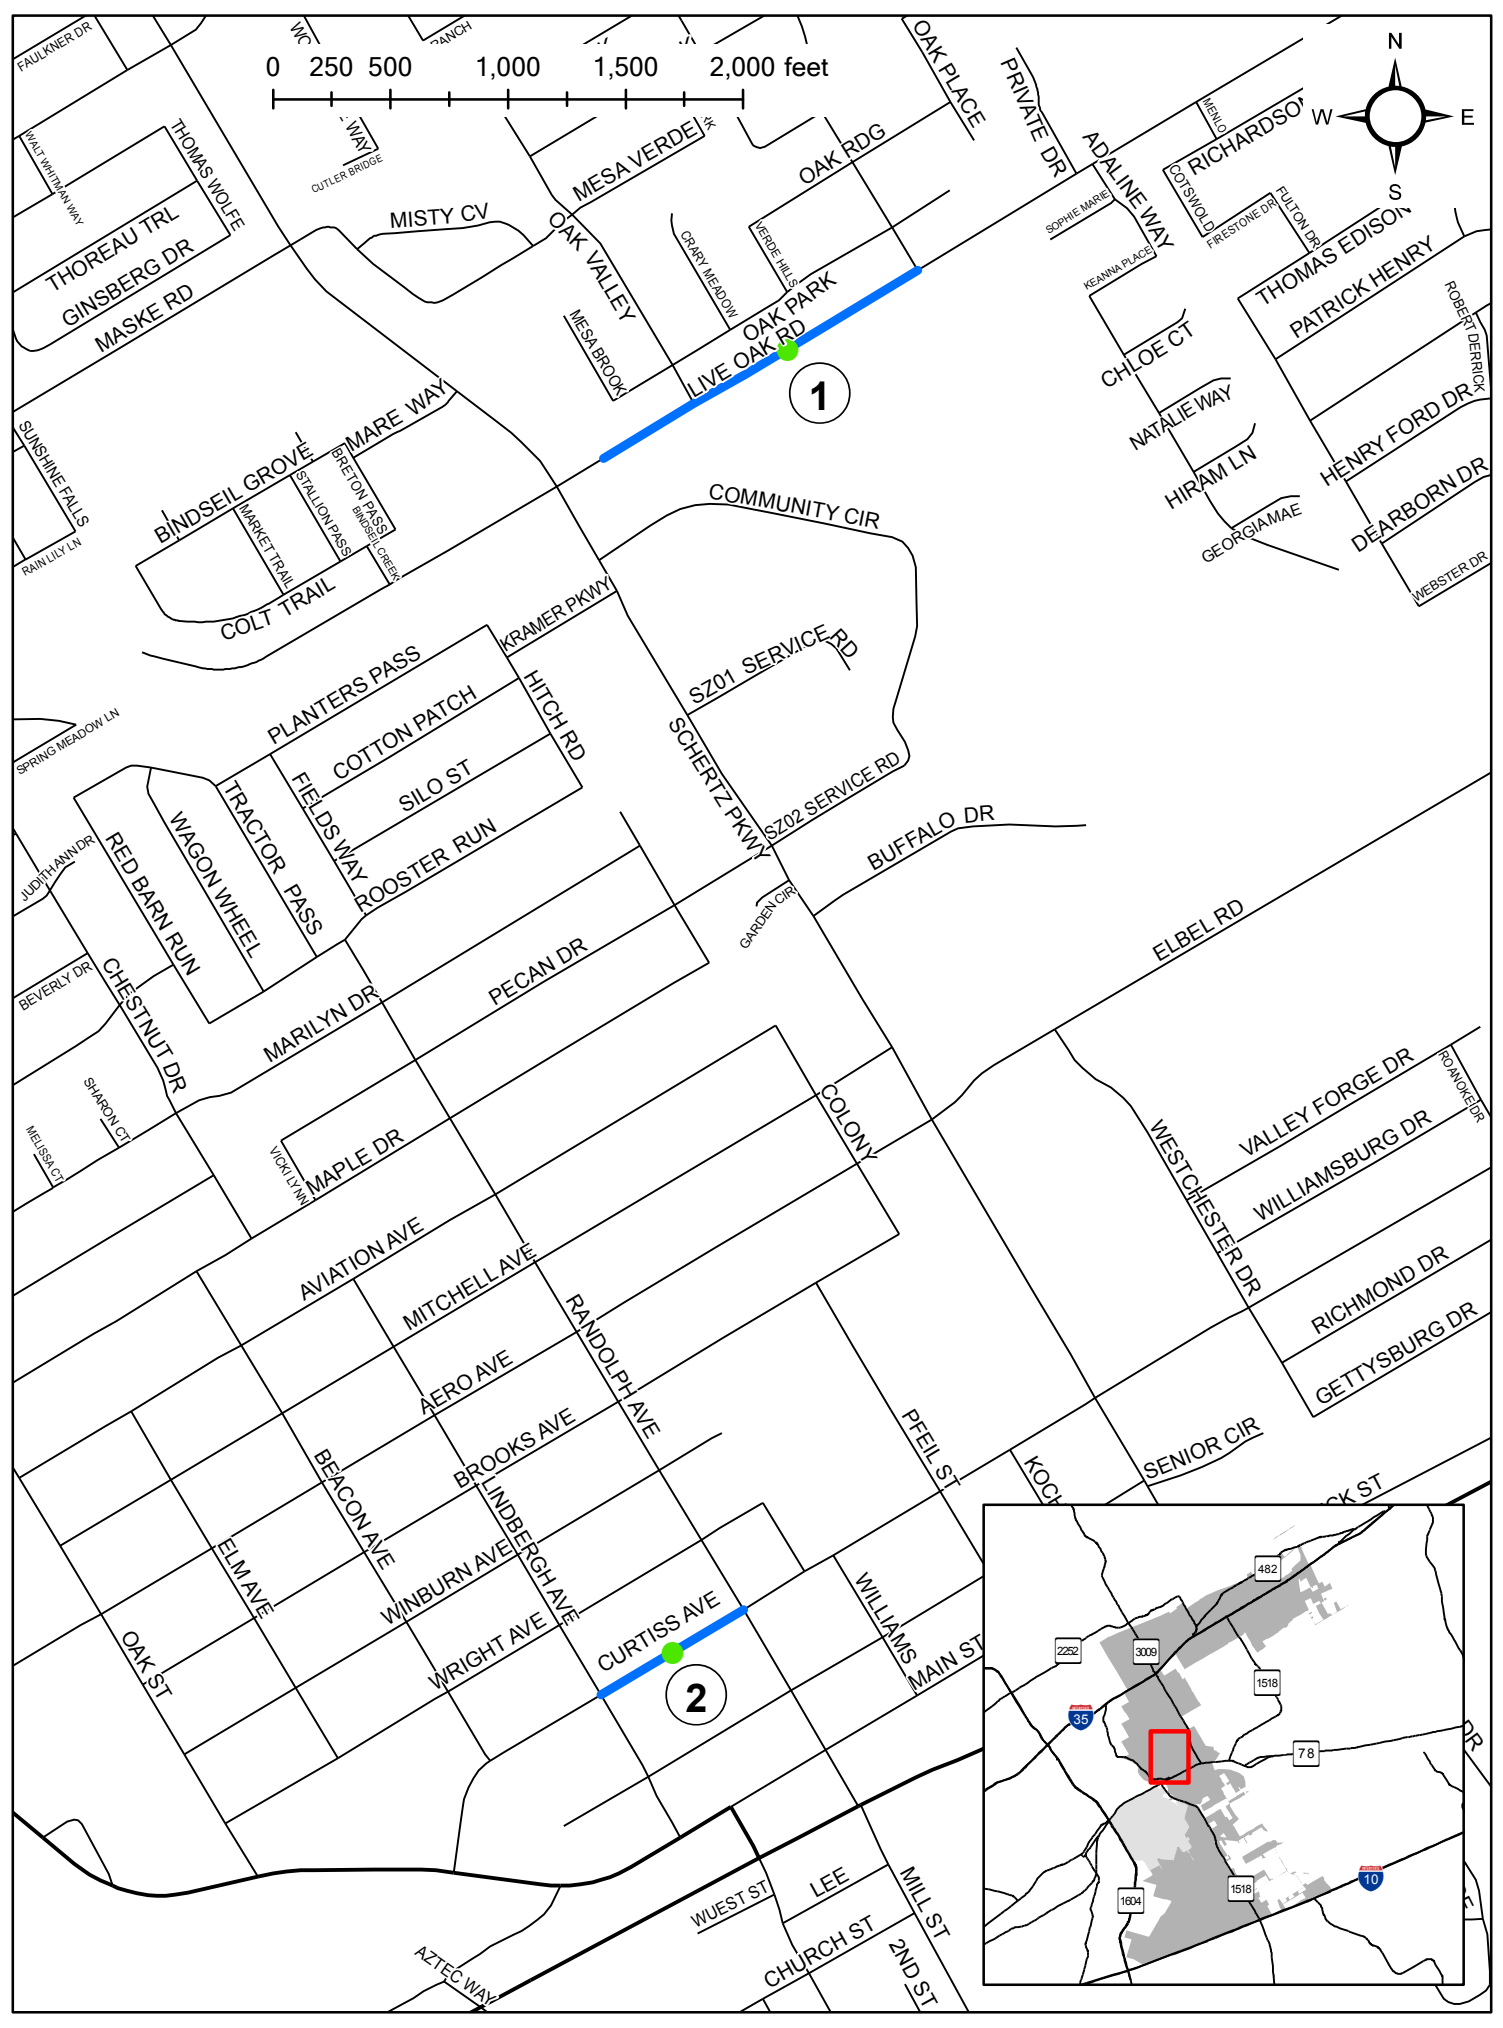 FAULKNER DR
RANCH
0 250 500 1,000 1,500 2,000 feet
OAK PLACE
PRIVATE DR
N
W E
S
WALT WHITMAN WAY
THOMAS WOLFE
WAY
CUTLER BRIDGE
MESA VERDE
OAK RDG
ADALINE WAY
MENLO
RICHARDSON
COTSWOLD
FULTON DR
FIRESTONE DR
SOPHIE MARIE
THOREAU TRL
GINSBERG DR
MASKE RD
MISTY CV
OAK VALLEY
CRARY MEADOW
VERDE HILLS
OAK PARK
LIVE OAK RD
MESA BROOK
1
KEANNA PLACE
THOMAS EDISON
PATRICK HENRY
ROBERT DERRICK
CHLOE CT
NATALIE WAY
HIRAM LN
GEORGIA MAE
HENRY FORD DR
DEARBORN DR
WEBSTER DR
SUNSHINE FALLS
RAIN LILY LN
BINDSEIL GROVE
MARE WAY
BRETON PASS
STALLION PASS
MARKET TRAIL
BINDSEIL CREEK
COLT TRAIL
COMMUNITY CIR
KRAMER PKWY
SZ01 SERVICE RD
PLANTERS PASS
COTTON PATCH
SILO ST
HITCH RD
SCHERTZ PKWY
SZ02 SERVICE RD
BUFFALO DR
SPRING MEADOW LN
FIELDS WAY
TRACTOR PASS
WAGON WHEEL
RED BARN RUN
ROOSTER RUN
JUDITH ANN DR
GARDEN CIR
ELBEL RD
BEVERLY DR
CHESTNUT DR
PECAN DR
MARILYN DR
SHARON CT
MELISSA CT
VICKI LYNN
MAPLE DR
COLONY
VALLEY FORGE DR
ROANOKE DR
WILLIAMSBURG DR
WESTCHESTER DR
RICHMOND DR
GETTYSBURG DR
AVIATION AVE
MITCHELL AVE
AERO AVE
RANDOLPH AVE
BROOKS AVE
BEACON AVE
LINDBERGH AVE
PFEIL ST
KOCH
SENIOR CIR
CK ST
ELM AVE
WINBURN AVE
WRIGHT AVE
OAK ST
CURTISS AVE
2
WILLIAMS
MAIN ST
482
2252
3009
1518
35
78
1604
1518
10
DR
LEE
WUEST ST
MILL ST
CHURCH ST
2ND ST
AZTEC WAY